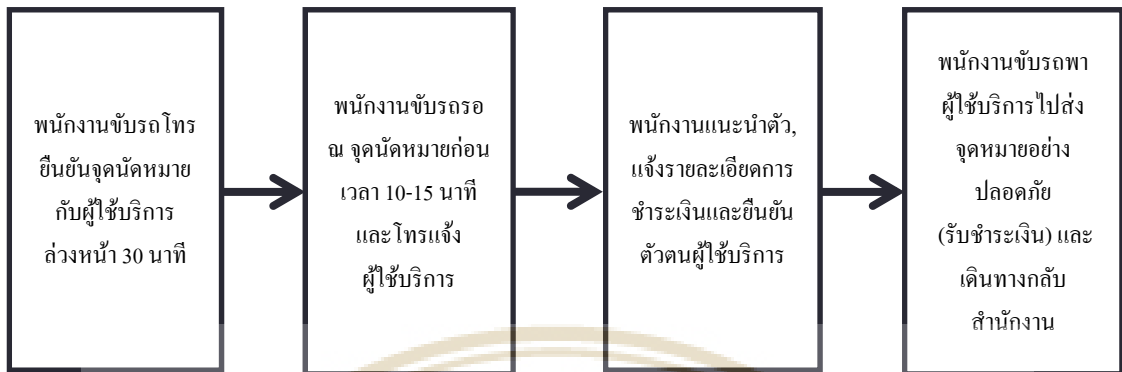 พนักงานขับรถโทร
ยืนยันจุดนัดหมาย
กับผู้ใช้บริการ
ล่วงหน้า 30 นาที
พนักงานขับรถรอ
ณ จุดนัดหมายก่อน
เวลา 10-15 นาที
และโทรแจ้ง
ผู้ใช้บริการ
พนักงานแนะนำตัว,
แจ้งรายละเอียดการ
ชำระเงินและยืนยัน
ตัวตนผู้ใช้บริการ
พนักงานขับรถพา
ผู้ใช้บริการไปส่ง
จุดหมายอย่าง
ปลอดภัย
(รับชำระเงิน) และ
เดินทางกลับ
สำนักงาน